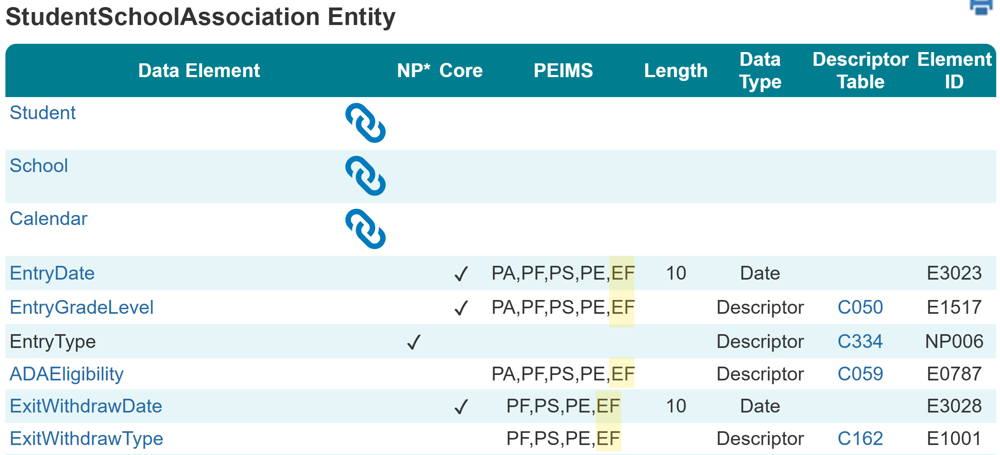 StudentSchoolAssociation Entity
Data Element NP* Core PEIMS Length Data Type Descriptor Table Element ID
Student
School
Calendar
EntryDate ✓ PA,PF,PS,PE,EF 10 Date E3023
EntryGradeLevel ✓ PA,PF,PS,PE,EF Descriptor C050 E1517
EntryType ✓ Descriptor C334 NP006
ADAEligibility PA,PF,PS,PE,EF Descriptor C059 E0787
ExitWithdrawDate ✓ PF,PS,PE,EF 10 Date E3028
ExitWithdrawType PF,PS,PE,EF Descriptor C162 E1001